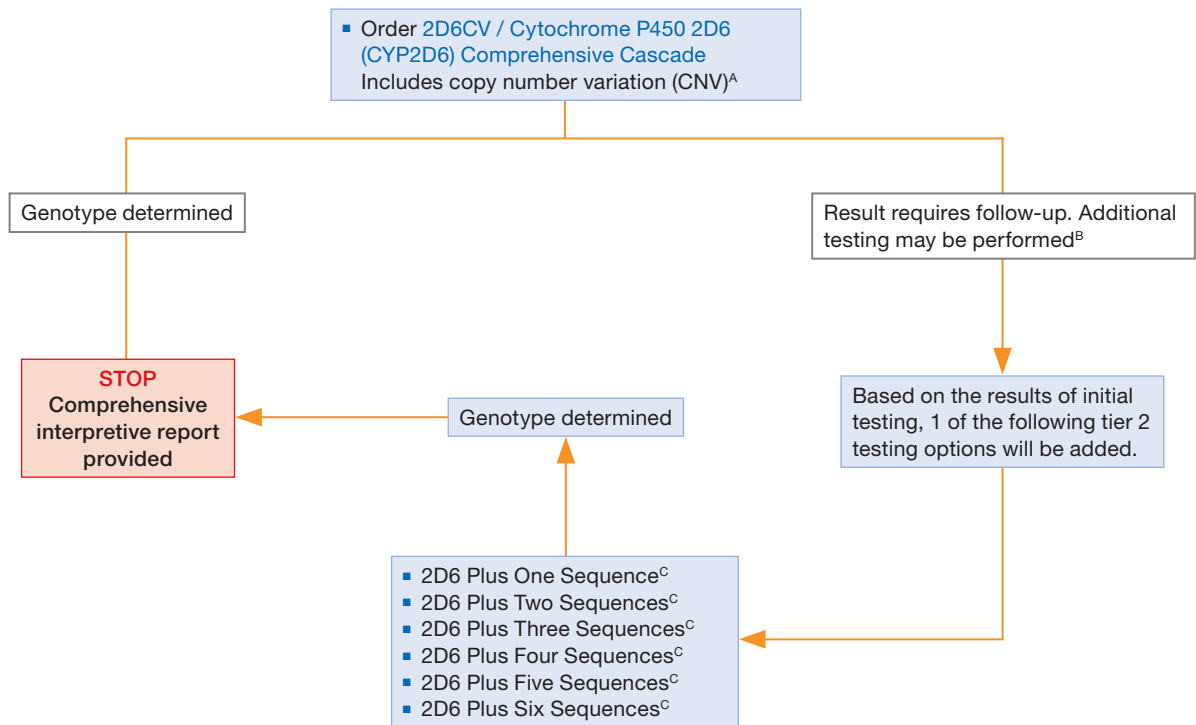 ▪ Order 2D6CV / Cytochrome P450 2D6
(CYP2D6) Comprehensive Cascade
Includes copy number variation (CNV)ᴬ
Genotype determined
Result requires follow-up. Additional
testing may be performedᴮ
STOP
Comprehensive
interpretive report
provided
Genotype determined
Based on the results of initial
testing, 1 of the following tier 2
testing options will be added.
▪ 2D6 Plus One Sequenceᶜ
▪ 2D6 Plus Two Sequencesᶜ
▪ 2D6 Plus Three Sequencesᶜ
▪ 2D6 Plus Four Sequencesᶜ
▪ 2D6 Plus Five Sequencesᶜ
▪ 2D6 Plus Six Sequencesᶜ